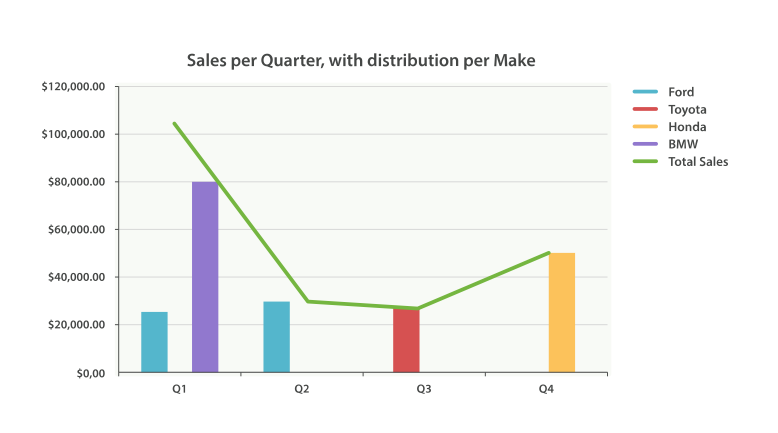 Sales per Quarter, with distribution per Make
$120,000.00
$100,000.00
$80,000.00
$60,000.00
$40,000.00
$20,000.00
$0,00
Q1
Q2
Q3
Q4
Ford
Toyota
Honda
BMW
Total Sales